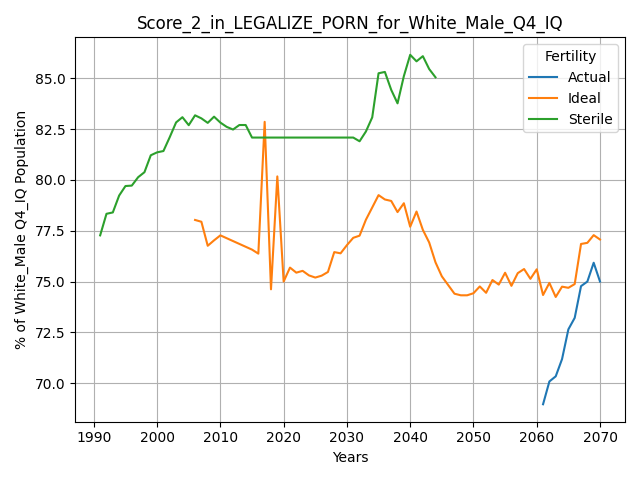 Score_2_in_LEGALIZE_PORN_for_White_Male_Q4_IQ
% of White_Male Q4_IQ Population
85.0
82.5
80.0
77.5
75.0
72.5
70.0
Fertility
Actual
Ideal
Sterile
1990 2000 2010 2020 2030 2040 2050 2060 2070
Years